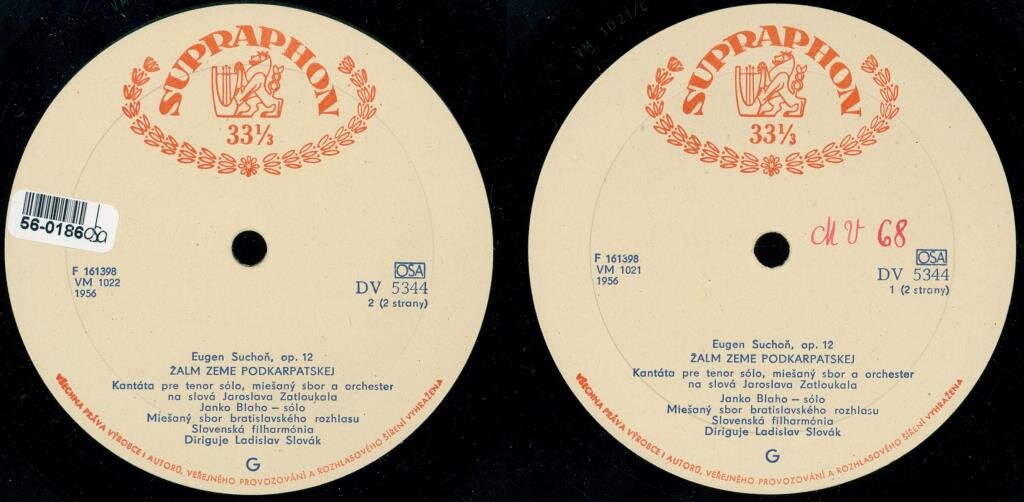 SUPRAPHON
33⅓
56-0186 osa
F 161398
VM 1022
1956
OSA
DV 5344
2 (2 strany)
Eugen Suchoň, op. 12
ŽALM ZEME PODKARPATSKEJ
Kantáta pre tenor sólo, miešaný sbor a orchester
na slová Jaroslava Zatloukala
Janko Blaho — sólo
Miešaný sbor bratislavského rozhlasu
Slovenská filharmónia
Diriguje Ladislav Slovák
G
VŠECHNA PRÁVA VÝROBCE I AUTORŮ, VEŘEJNÉHO PROVOZOVÁNÍ A ROZHLASOVÉHO ŠÍŘENÍ VYHRAŽENA
VM 1021/C
SUPRAPHON
33⅓
MV 68
F 161398
VM 1021
1956
OSA
DV 5344
1 (2 strany)
Eugen Suchoň, op. 12
ŽALM ZEME PODKARPATSKEJ
Kantáta pre tenor sólo, miešaný sbor a orchester
na slová Jaroslava Zatloukala
Janko Blaho — sólo
Miešaný sbor bratislavského rozhlasu
Slovenská filharmónia
Diriguje Ladislav Slovák
G
VŠECHNA PRÁVA VÝROBCE I AUTORŮ, VEŘEJNÉHO PROVOZOVÁNÍ A ROZHLASOVÉHO ŠÍŘENÍ VYHRAŽENA